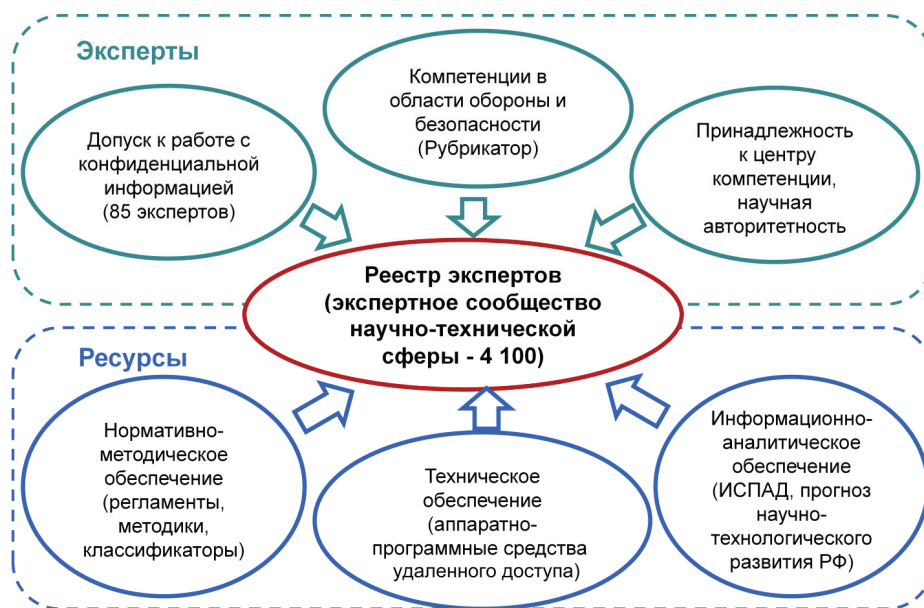 Эксперты
Допуск к работе с
конфиденциальной
информацией
(85 экспертов)
Компетенции в
области обороны и
безопасности
(Рубрикатор)
Принадлежность
к центру
компетенции,
научная
авторитетность
Реестр экспертов
(экспертное сообщество
научно-технической
сферы - 4 100)
Ресурсы
Нормативно-
методическое
обеспечение
(регламенты,
методики,
классификаторы)
Техническое
обеспечение
(аппаратно-
программные средства
удаленного доступа)
Информационно-
аналитическое
обеспечение
(ИСПАД, прогноз
научно-
технологического
развития РФ)